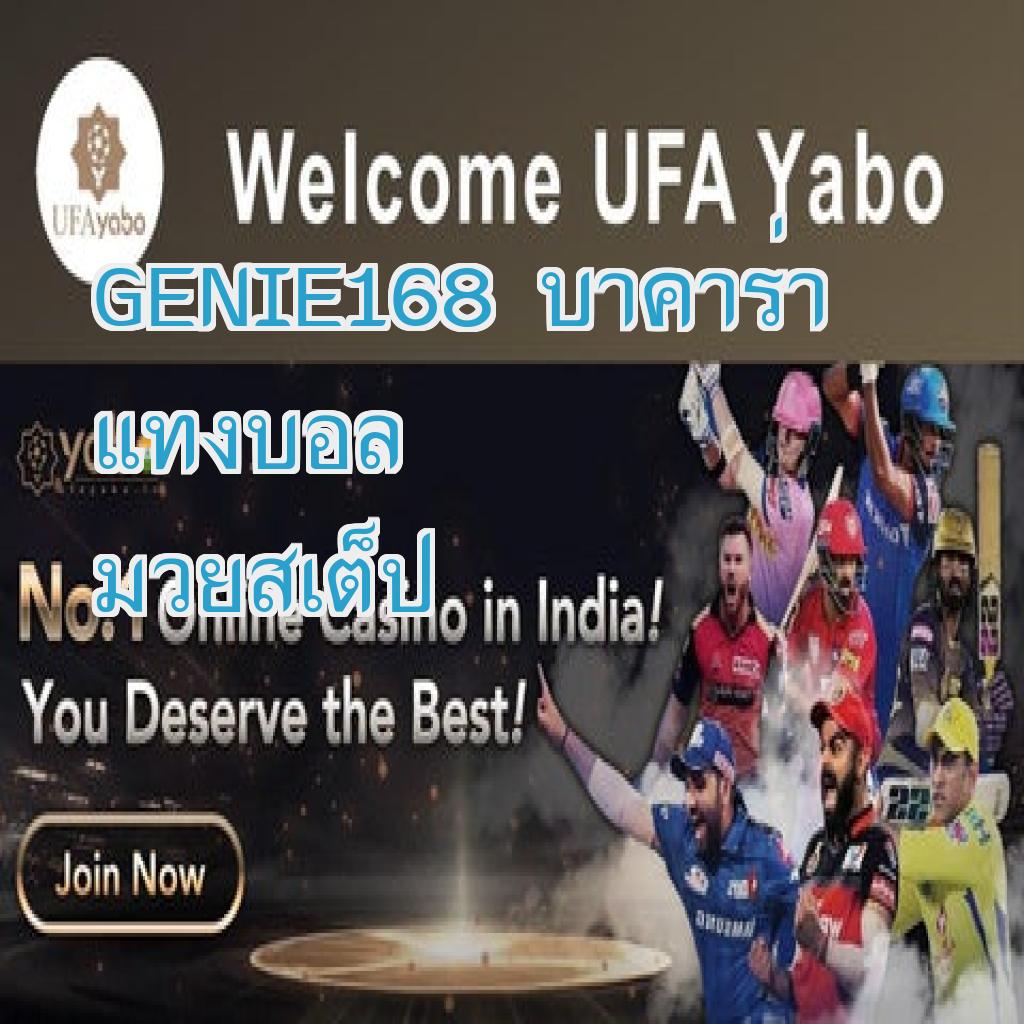 Welcome UFA Yabo
UFAyabo
GENIE168 บาคาร่า
แทงบอล
มวยสเต็ป
No.1 Online Casino in India!
You Deserve the Best!
Join Now
22